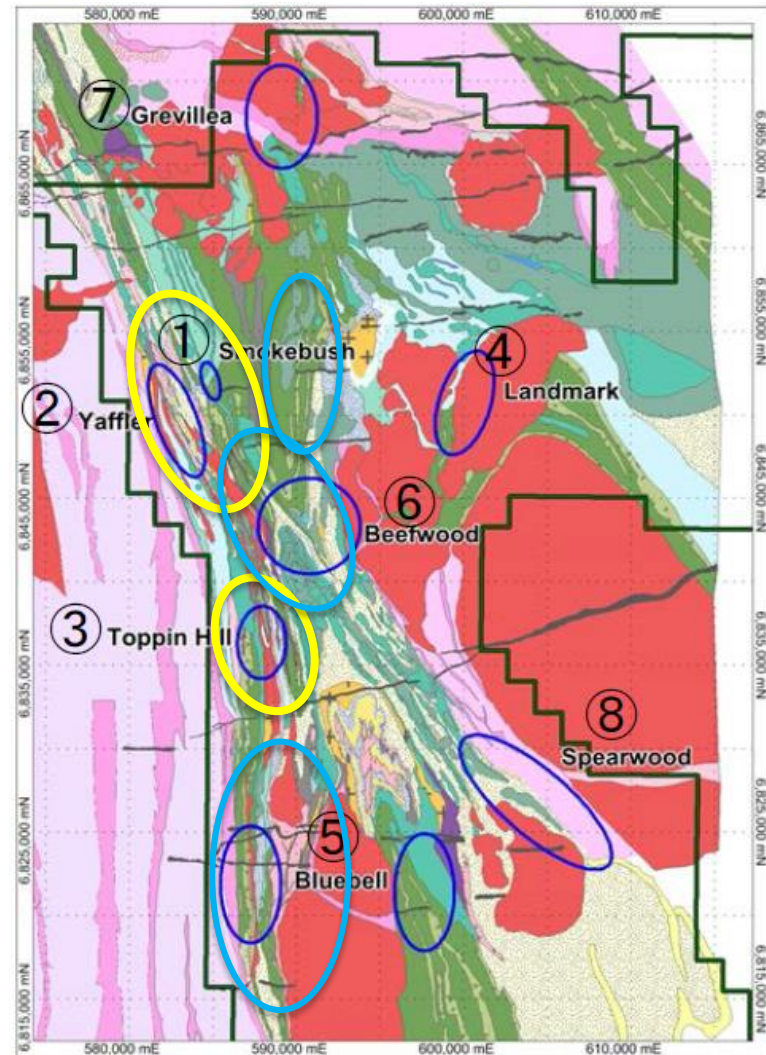 580,000 mE
590,000 mE
600,000 mE
610,000 mE
⑦ Grevillea
6,865,000 mN
6,865,000 mN
6,855,000 mN
6,855,000 mN
① Smokebush
④ Landmark
② Yaffler
6,845,000 mN
6,845,000 mN
⑥ Beefwood
③ Toppin Hill
6,835,000 mN
6,835,000 mN
⑧ Spearwood
6,825,000 mN
6,825,000 mN
⑤ Bluebell
6,815,000 mN
6,815,000 mN
580,000 mE
590,000 mE
600,000 mE
610,000 mE